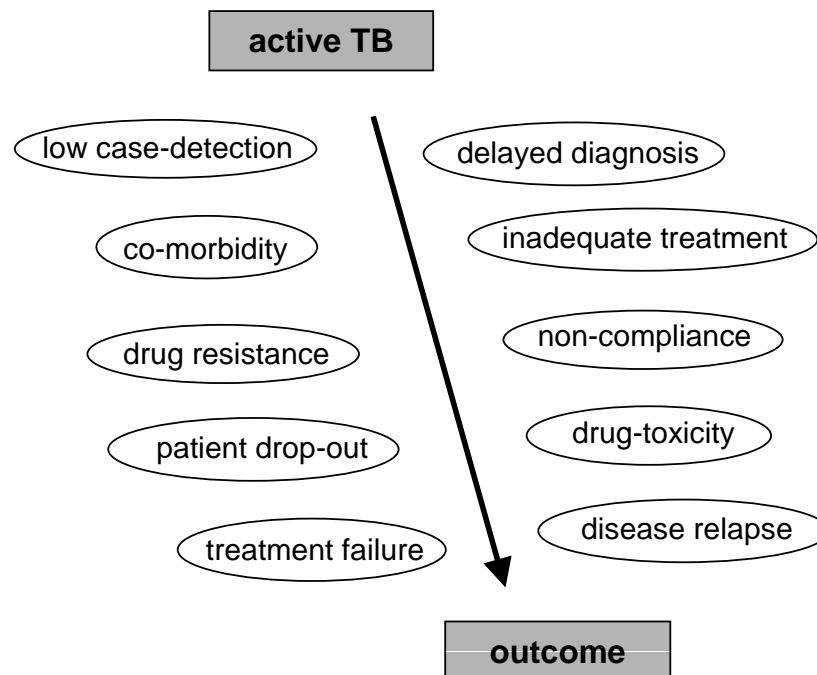 active TB
low case-detection
delayed diagnosis
co-morbidity
inadequate treatment
drug resistance
non-compliance
patient drop-out
drug-toxicity
treatment failure
disease relapse
outcome